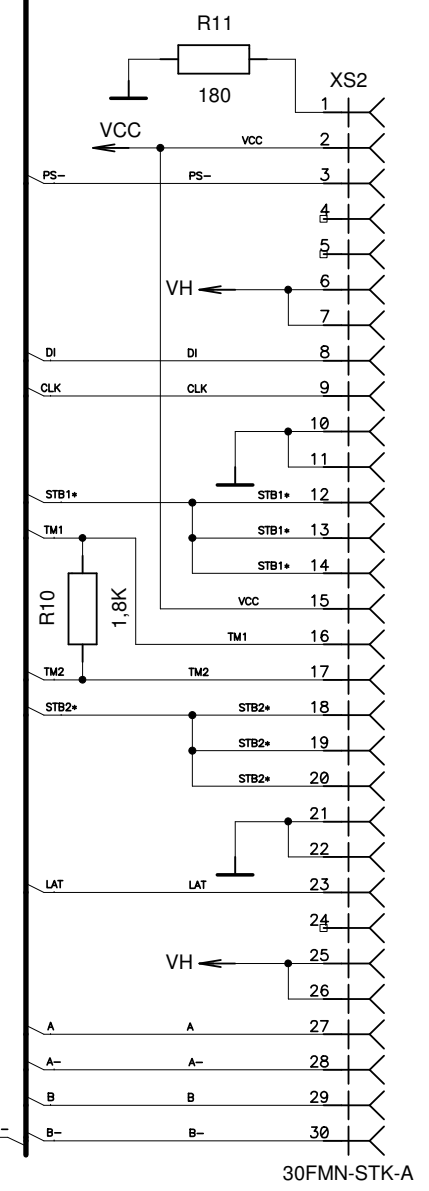 R11
180
XS2
1
VCC VCC 2
PS- PS- 3
4
5
VH 6
7
DI DI 8
CLK CLK 9
10
11
STB1* STB1* 12
TM1 STB1* 13
STB1* 14
R10 1,8K VCC 15
TM1 16
TM2 TM2 17
STB2* STB2* 18
STB2* 19
STB2* 20
21
22
LAT LAT 23
24
VH 25
26
A A 27
A- A- 28
B B 29
- B- B- 30
30FMN-STK-A